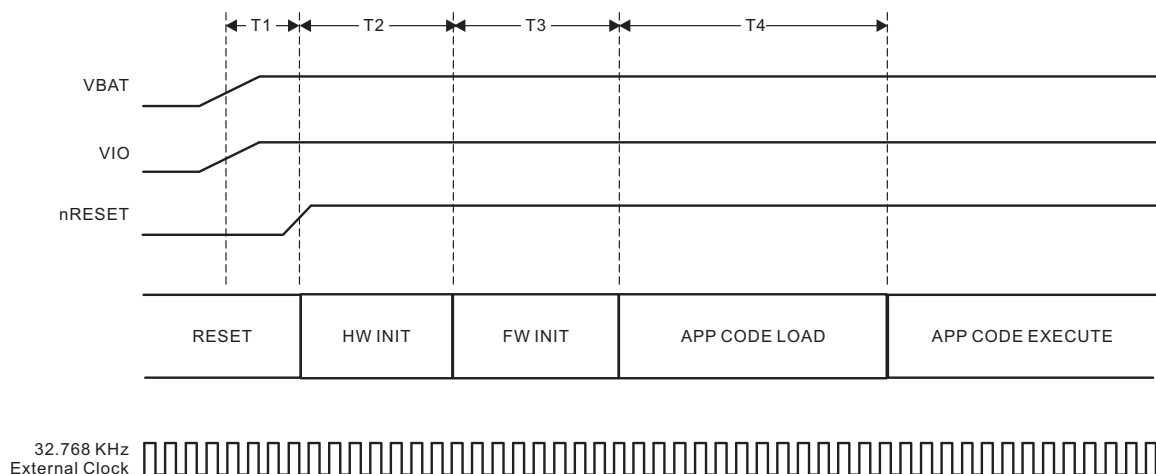 T1 T2 T3 T4
VBAT
VIO
nRESET
RESET HW INIT FW INIT APP CODE LOAD APP CODE EXECUTE
32.768 KHz
External Clock